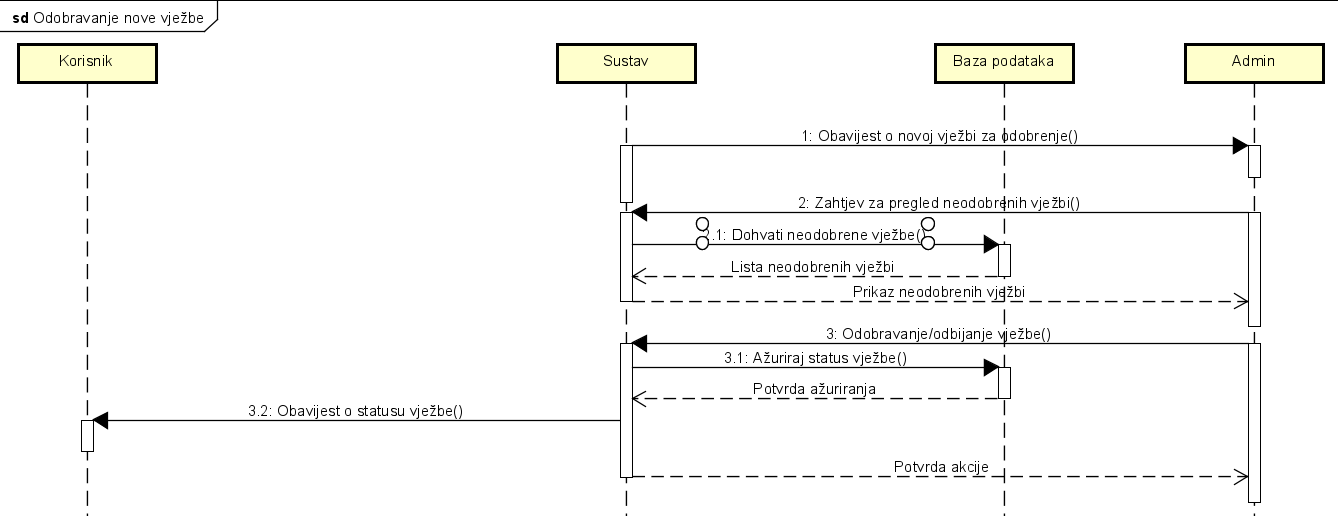 sd Odobravanje nove vježbe
Korisnik
Sustav
Baza podataka
Admin
1: Obavijest o novoj vježbi za odobrenje()
2: Zahtjev za pregled neodobrenih vježbi()
2.1: Dohvati neodobrene vježbe()
Lista neodobrenih vježbi
Prikaz neodobrenih vježbi
3: Odobravanje/odbijanje vježbe()
3.1: Ažuriraj status vježbe()
Potvrda ažuriranja
3.2: Obavijest o statusu vježbe()
Potvrda akcije